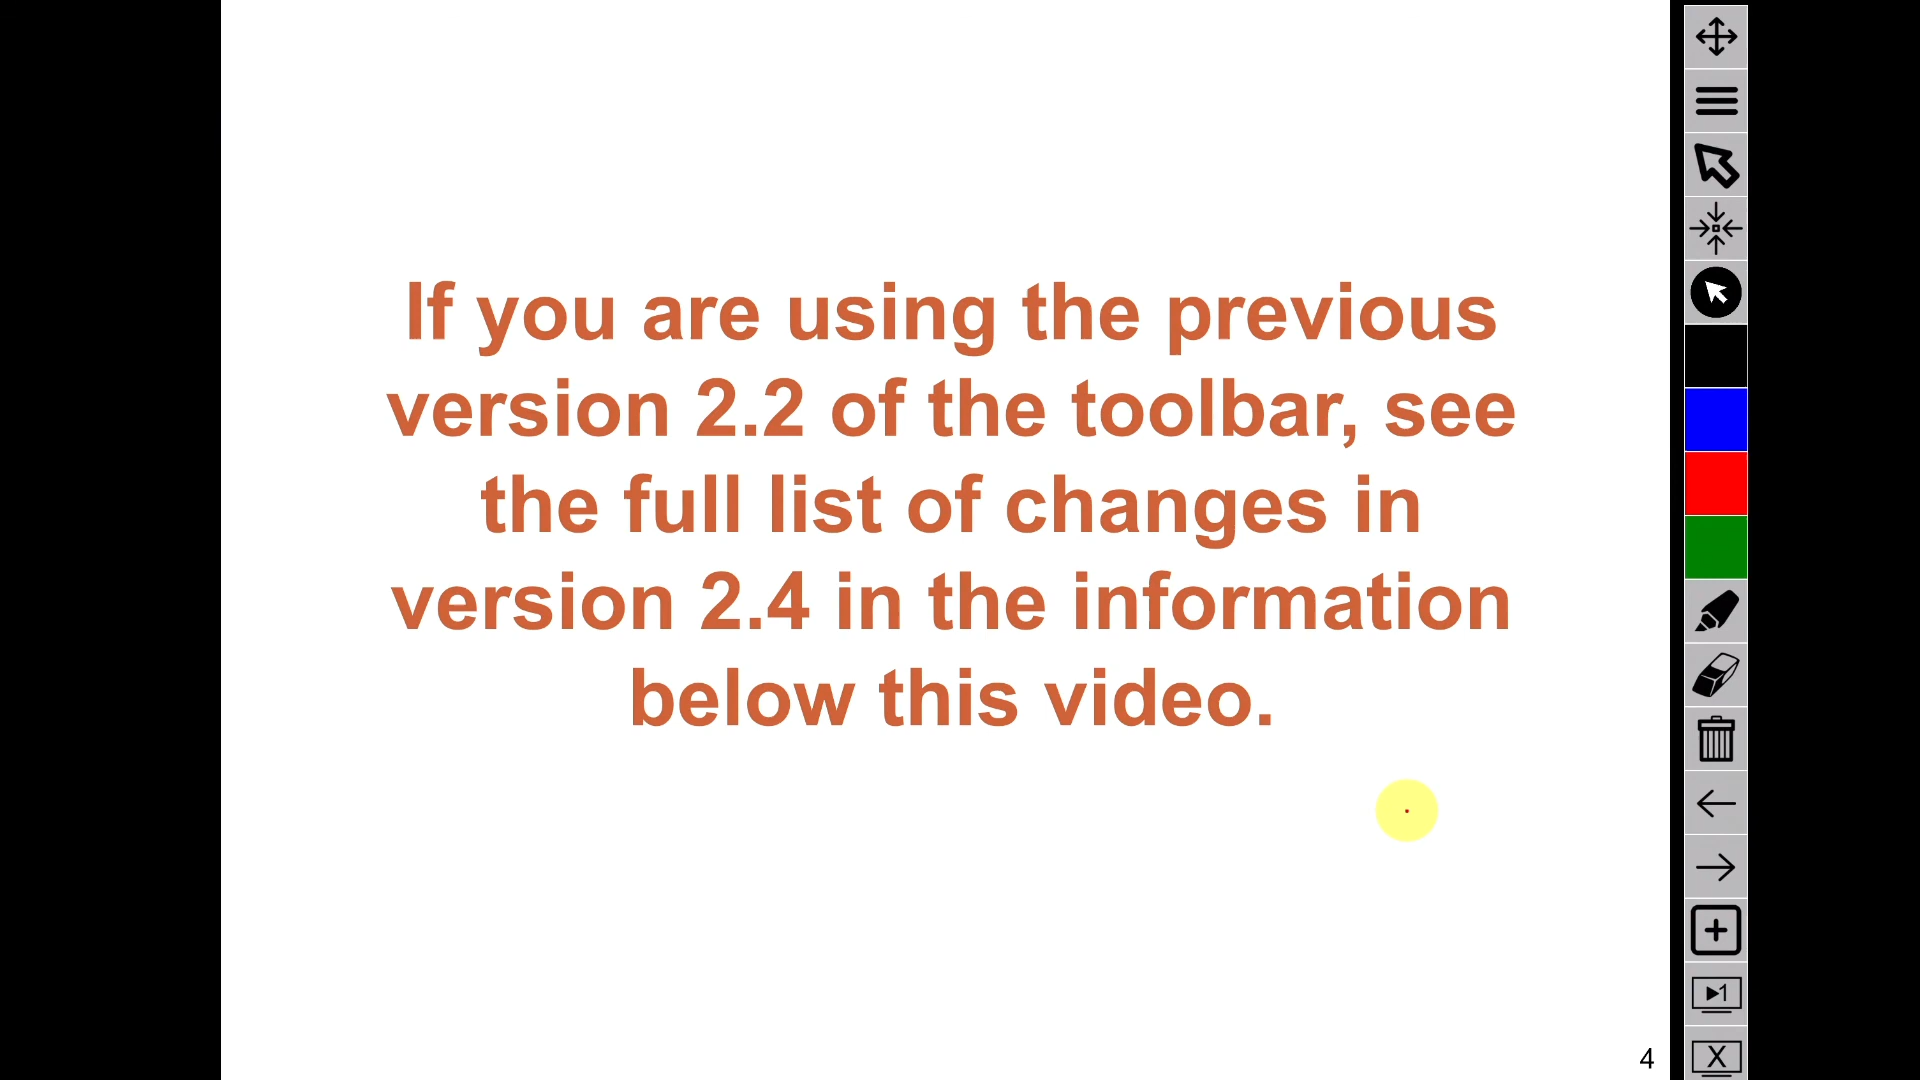 If you are using the previous
version 2.2 of the toolbar, see
the full list of changes in
version 2.4 in the information
below this video.
1
4
X